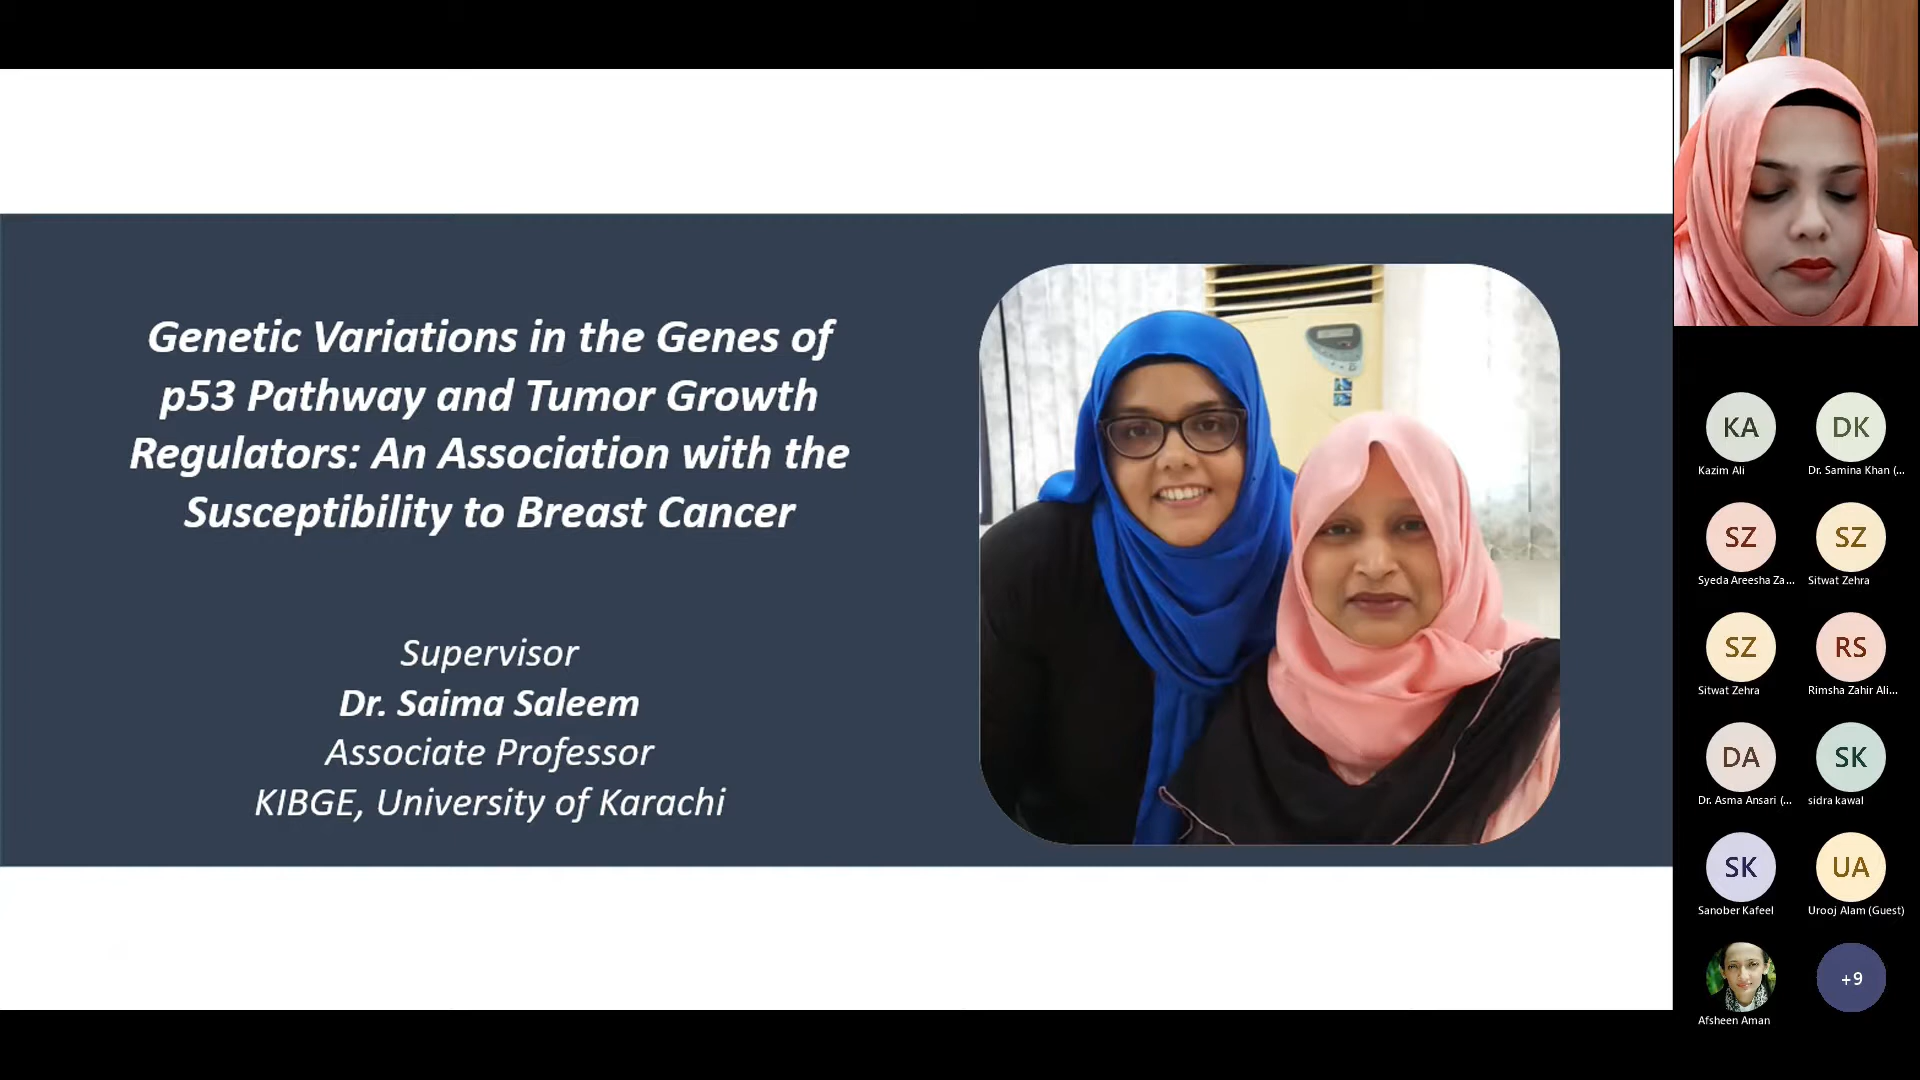 Genetic Variations in the Genes of
p53 Pathway and Tumor Growth
Regulators: An Association with the
Susceptibility to Breast Cancer
Supervisor
Dr. Saima Saleem
Associate Professor
KIBGE, University of Karachi
KA
Kazim Ali
DK
Dr. Samina Khan (...
SZ
Syeda Areesha Za...
SZ
Sitwat Zehra
SZ
Sitwat Zehra
RS
Rimsha Zahir Ali...
DA
Dr. Asma Ansari (...
SK
sidra kawal
SK
Sanober Kafeel
UA
Urooj Alam (Guest)
Afsheen Aman
+9